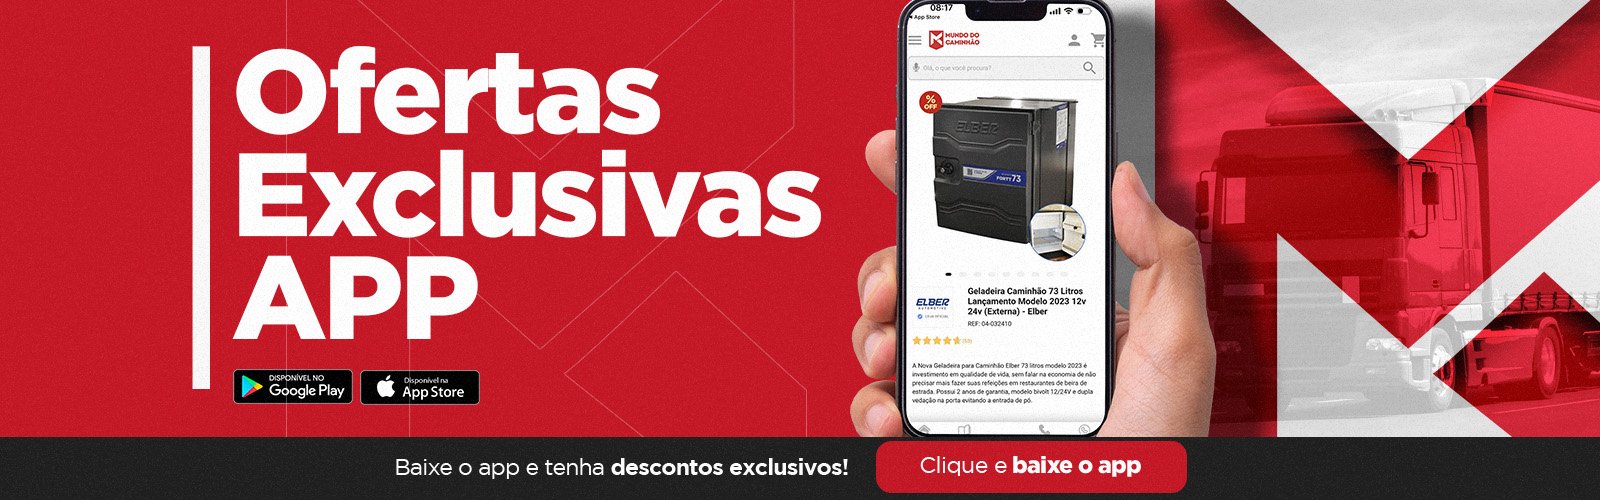 Ofertas
Exclusivas
APP
DISPONÍVEL NO
Google Play
Disponível na
App Store
08:17
App Store
MUNDO DO
CAMINHÃO
Olá, o que você procura?
%
OFF
ELBER
FORTT 73
ELBER
AUTOMOTIVE
LOJA OFICIAL
Geladeira Caminhão 73 Litros
Lançamento Modelo 2023 12v
24v (Externa) - Elber
REF: 04-032410
A Nova Geladeira para Caminhão Elber 73 litros modelo 2023 é
investimento em qualidade de vida, sem falar na economia de não
precisar mais fazer suas refeições em restaurantes de beira de
estrada. Possui 2 anos de garantia, modelo bivolt 12/24V e dupla
vedação na porta evitando a entrada de pó.
Baixe o app e tenha descontos exclusivos!
Clique e baixe o app